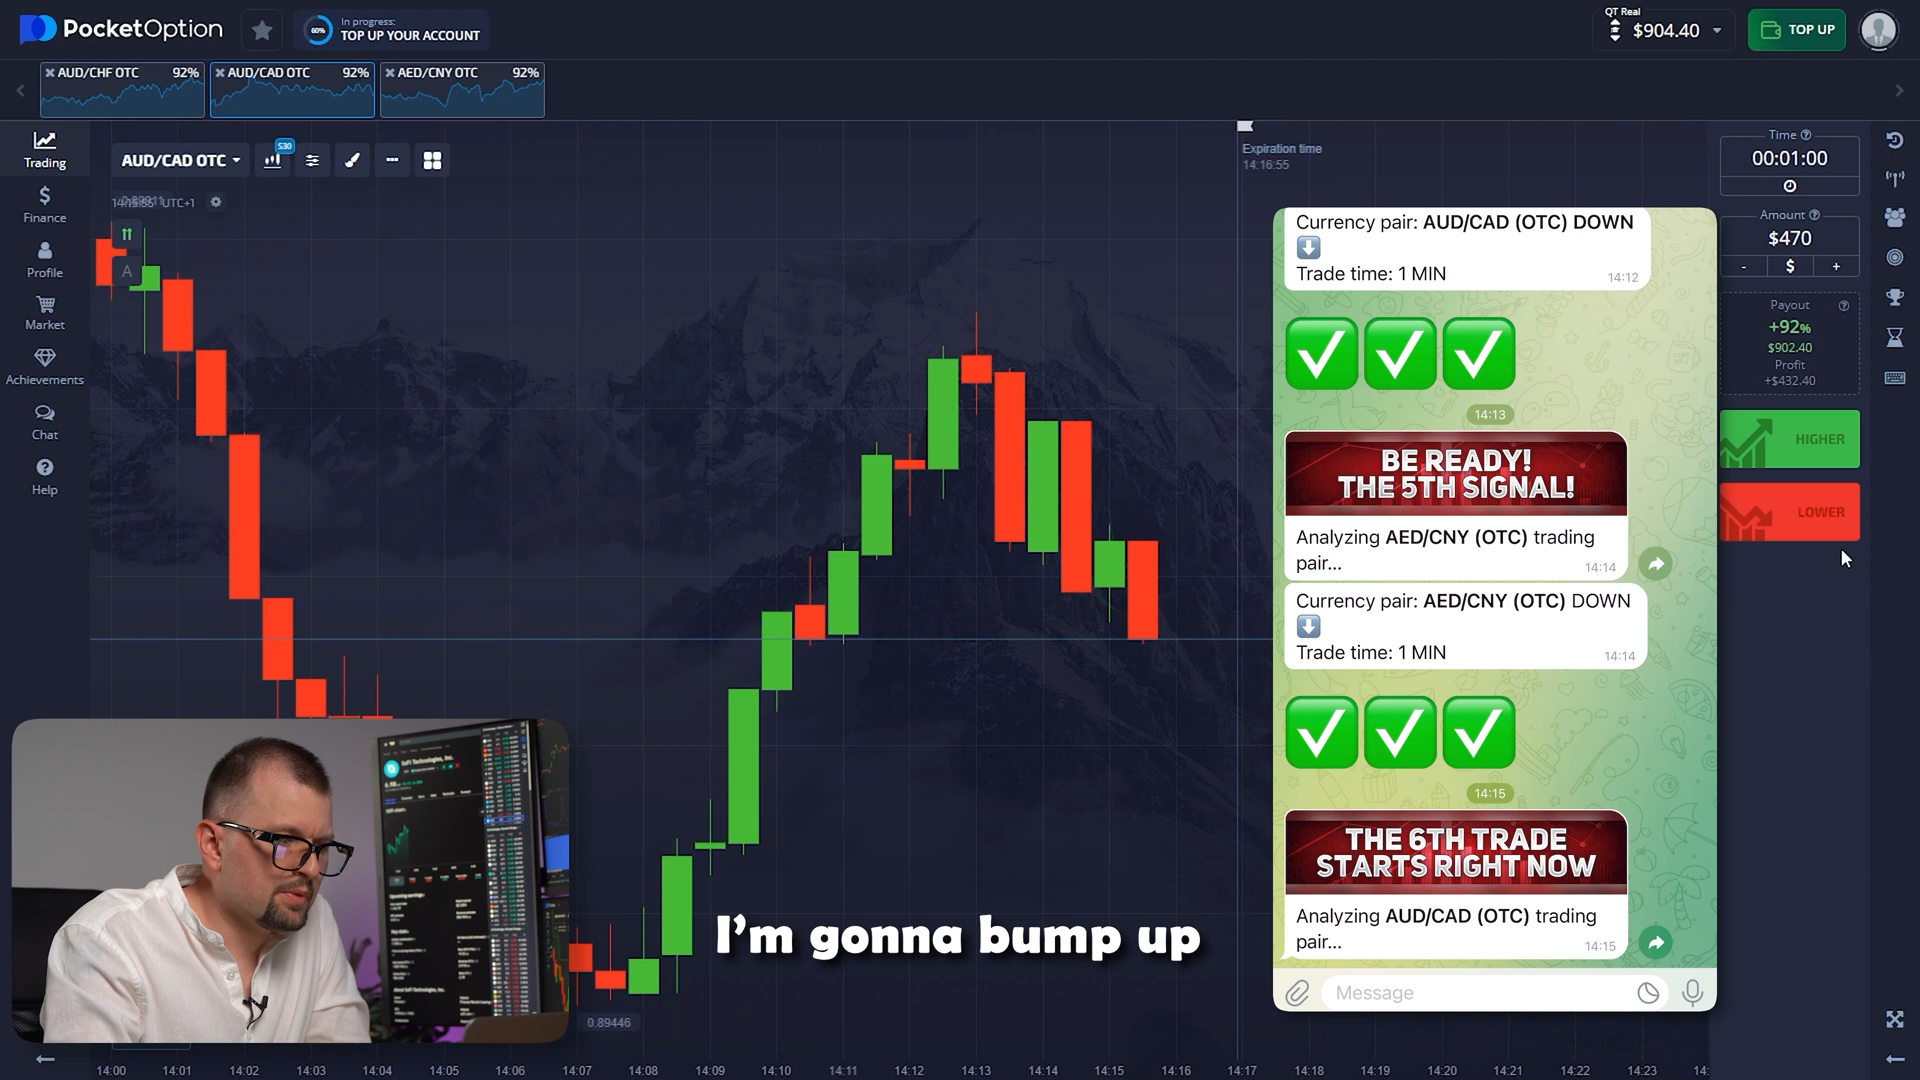 PocketOption
60%
In progress:
TOP UP YOUR ACCOUNT
QT Real
$904.40
TOP UP
AUD/CHF OTC 92%
AUD/CAD OTC 92%
AED/CNY OTC 92%
Trading
Finance
Profile
Market
Achievements
Chat
Help
AUD/CAD OTC
S30
UTC+1
A
Expiration time
14:16:55
Time
00:01:00
Amount
$470
- $ +
Payout
+92%
$902.40
Profit
+$432.40
HIGHER
LOWER
Currency pair: AUD/CAD (OTC) DOWN
⬇️
Trade time: 1 MIN 14:12
✅✅✅
14:13
BE READY!
THE 5TH SIGNAL!
Analyzing AED/CNY (OTC) trading
pair... 14:14
Currency pair: AED/CNY (OTC) DOWN
⬇️
Trade time: 1 MIN 14:14
✅✅✅
14:15
THE 6TH TRADE
STARTS RIGHT NOW
Analyzing AUD/CAD (OTC) trading
pair... 14:15
Message
SoFi Technologies, Inc.
I'm gonna bump up
0.89446
14:00 14:01 14:02 14:03 14:04 14:05 14:06 14:07 14:08 14:09 14:10 14:11 14:12 14:13 14:14 14:15 14:16 14:17 14:18 14:19 14:20 14:21 14:22 14:23 14: